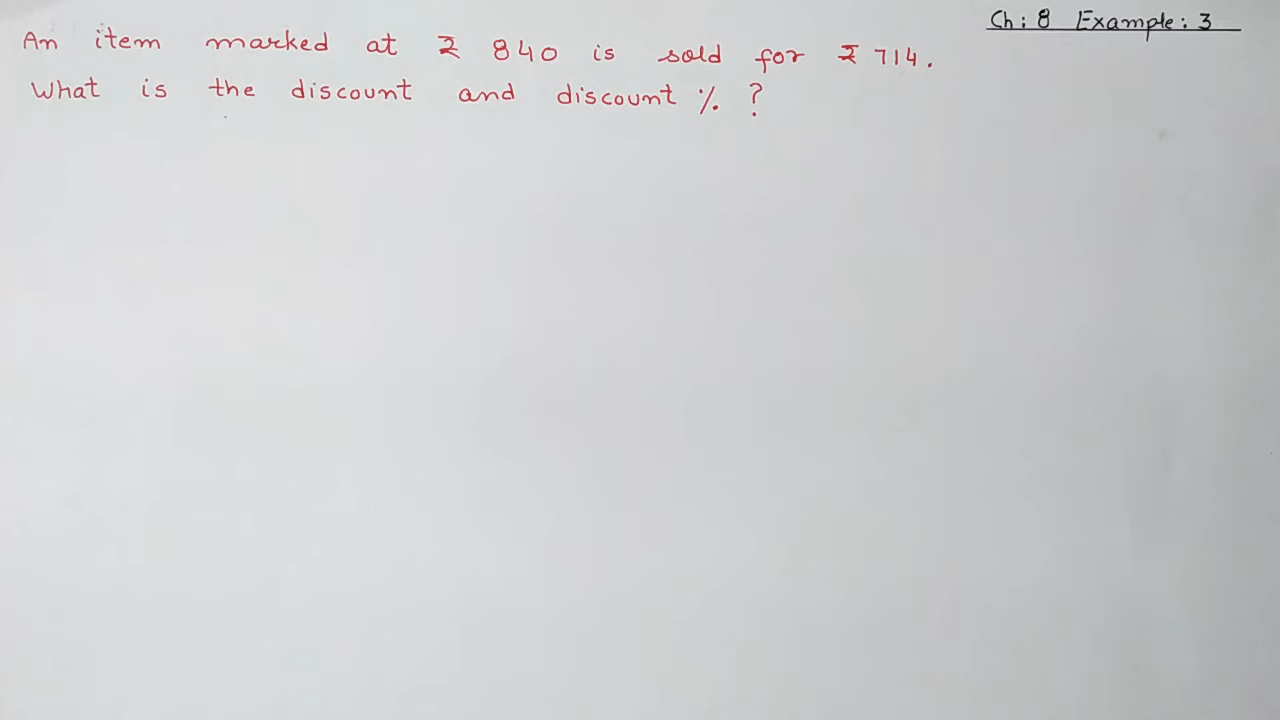 Ch: 8 Example: 3
An item marked at ₹ 840 is sold for ₹ 714.
What is the discount and discount % ?